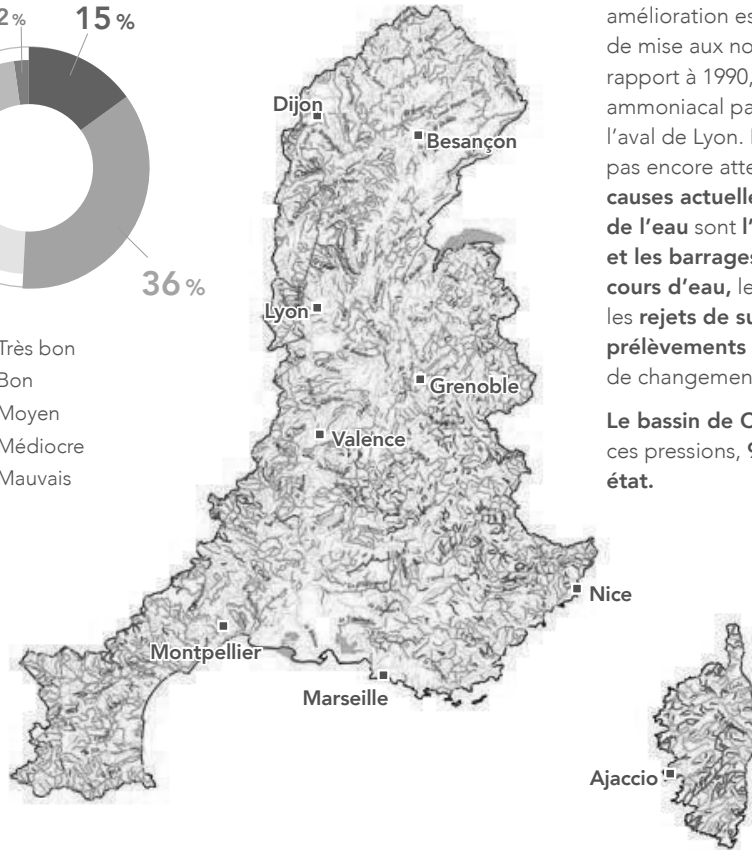 2 %
15 %
36 %
Très bon
Bon
Moyen
Médiocre
Mauvais
Dijon
Besançon
Lyon
Grenoble
Valence
Nice
Montpellier
Marseille
Ajaccio
amélioration es
de mise aux no
rapport à 1990,
ammoniacal pa
l’aval de Lyon.
pas encore atte
causes actuelle
de l’eau sont l’
et les barrages
cours d’eau, le
les rejets de su
prélèvements
de changemen
Le bassin de C
ces pressions, 9
état.